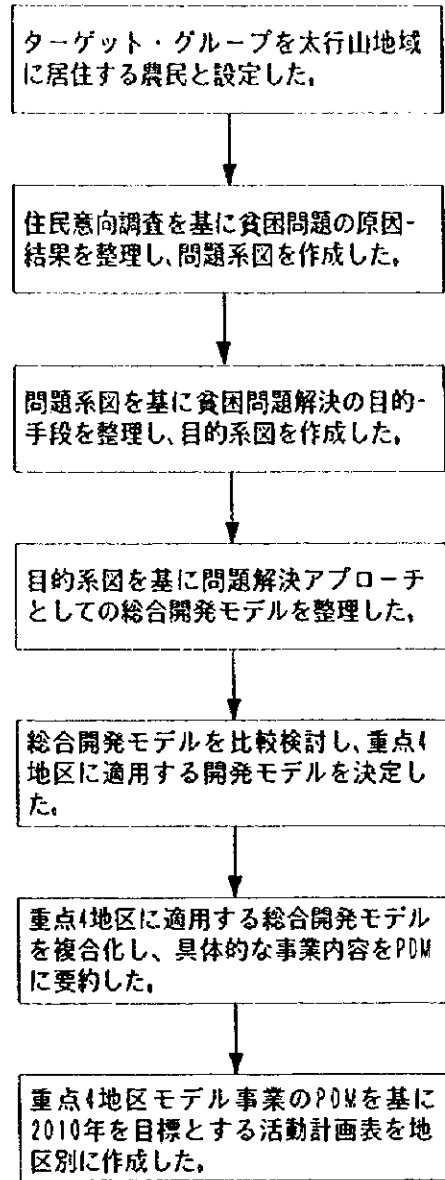 ターゲット・グループを太行山地域
に居住する農民と設定した。
住民意向調査を基に貧困問題の原因-
結果を整理し、問題系図を作成した。
問題系図を基に貧困問題解決の目的-
手段を整理し、目的系図を作成した。
目的系図を基に問題解決アプローチ
としての総合開発モデルを整理した。
総合開発モデルを比較検討し、重点4
地区に適用する開発モデルを決定し
た。
重点4地区に適用する総合開発モデル
を複合化し、具体的な事業内容をPDM
に要約した。
重点4地区モデル事業のPDMを基に
2010年を目標とする活動計画表を地
区別に作成した。